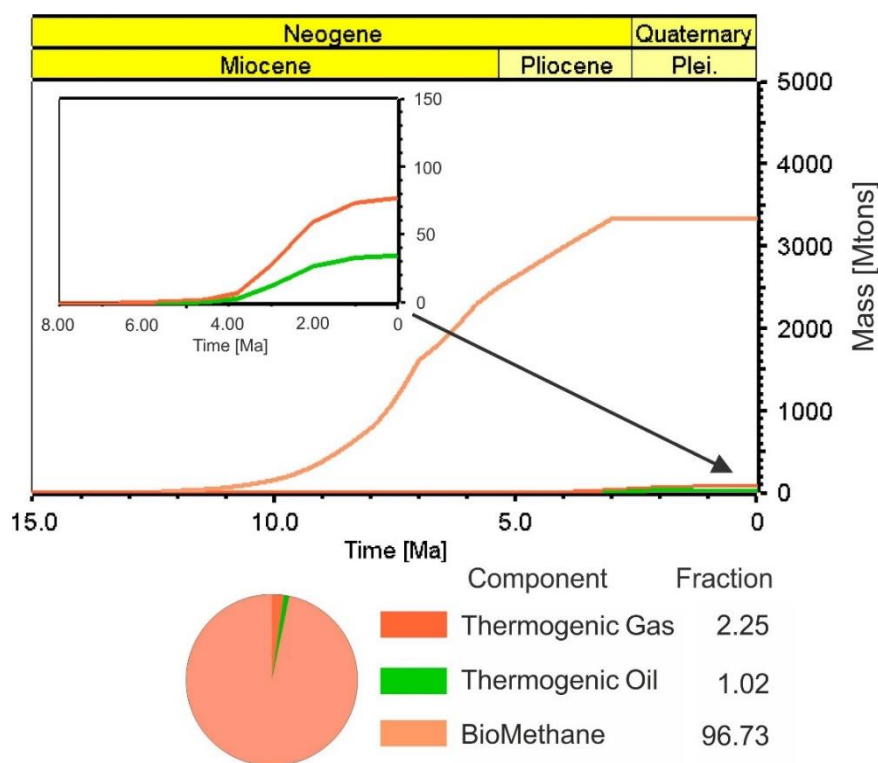 Neogene Quaternary
Miocene Pliocene Plei.
5000
4000
3000
2000
1000
0
Mass [Mtons]
150
100
50
0
8.00 6.00 4.00 2.00 0
Time [Ma]
15.0 10.0 5.0 0
Time [Ma]
Component Fraction
Thermogenic Gas 2.25
Thermogenic Oil 1.02
BioMethane 96.73